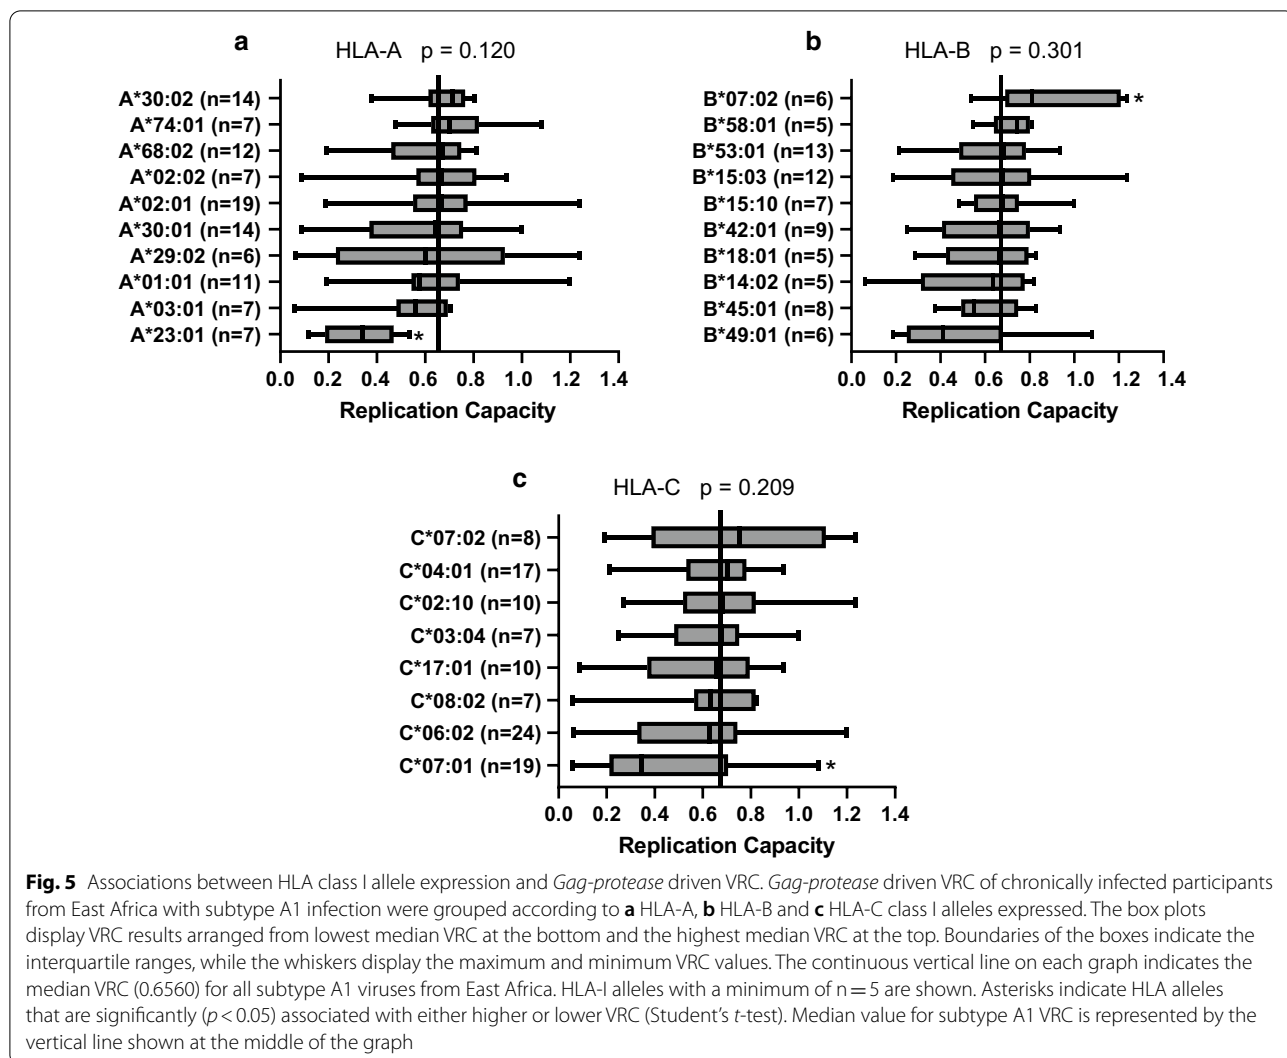 a
HLA-A p = 0.120
A*30:02 (n=14)
A*74:01 (n=7)
A*68:02 (n=12)
A*02:02 (n=7)
A*02:01 (n=19)
A*30:01 (n=14)
A*29:02 (n=6)
A*01:01 (n=11)
A*03:01 (n=7)
A*23:01 (n=7)
*
0.0 0.2 0.4 0.6 0.8 1.0 1.2 1.4
Replication Capacity
b
HLA-B p = 0.301
B*07:02 (n=6)
*
B*58:01 (n=5)
B*53:01 (n=13)
B*15:03 (n=12)
B*15:10 (n=7)
B*42:01 (n=9)
B*18:01 (n=5)
B*14:02 (n=5)
B*45:01 (n=8)
B*49:01 (n=6)
0.0 0.2 0.4 0.6 0.8 1.0 1.2 1.4
Replication Capacity
c
HLA-C p = 0.209
C*07:02 (n=8)
C*04:01 (n=17)
C*02:10 (n=10)
C*03:04 (n=7)
C*17:01 (n=10)
C*08:02 (n=7)
C*06:02 (n=24)
C*07:01 (n=19)
*
0.0 0.2 0.4 0.6 0.8 1.0 1.2 1.4
Replication Capacity
Fig. 5 Associations between HLA class I allele expression and Gag-protease driven VRC. Gag-protease driven VRC of chronically infected participants
from East Africa with subtype A1 infection were grouped according to a HLA-A, b HLA-B and c HLA-C class I alleles expressed. The box plots
display VRC results arranged from lowest median VRC at the bottom and the highest median VRC at the top. Boundaries of the boxes indicate the
interquartile ranges, while the whiskers display the maximum and minimum VRC values. The continuous vertical line on each graph indicates the
median VRC (0.6560) for all subtype A1 viruses from East Africa. HLA-I alleles with a minimum of n = 5 are shown. Asterisks indicate HLA alleles
that are significantly (p < 0.05) associated with either higher or lower VRC (Student's t-test). Median value for subtype A1 VRC is represented by the
vertical line shown at the middle of the graph